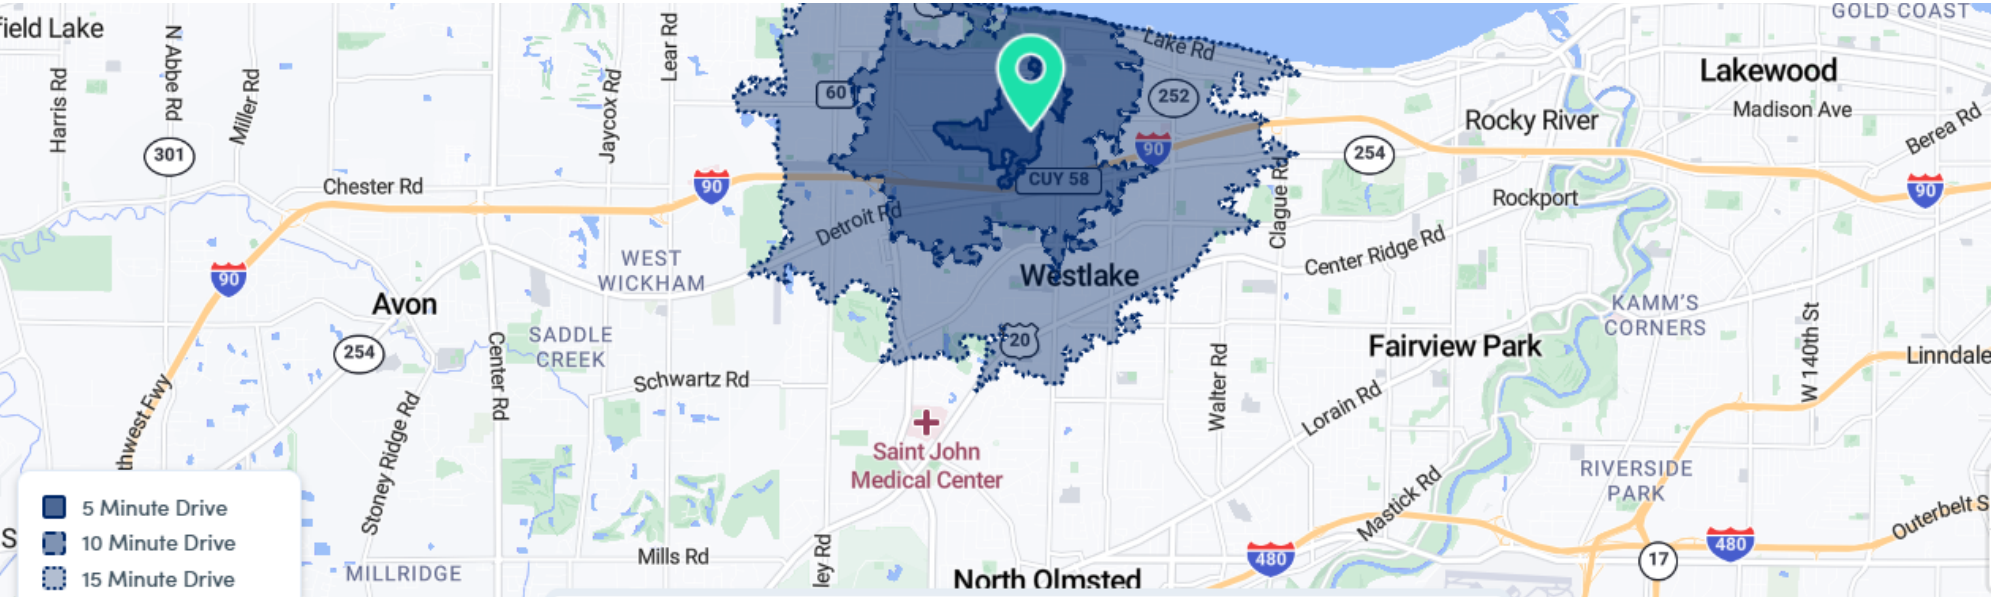 field Lake
N Abbe Rd
Harris Rd
Miller Rd
301
Chester Rd
Jaycox Rd
Lear Rd
60
Lake Rd
252
90
CUY 58
90
Detroit Rd
254
Clague Rd
Center Ridge Rd
GOLD COAST
Lakewood
Madison Ave
Rocky River
Berea Rd
Rockport
90
WEST
WICKHAM
90
Avon
254
SADDLE
CREEK
Center Rd
Schwartz Rd
Westlake
20
Saint John
Medical Center
Walter Rd
Fairview Park
Lorain Rd
KAMM'S
CORNERS
W 140th St
Linndale
RIVERSIDE
PARK
Mastick Rd
Outerbelt S
480
480
17
thwest Fwy
Stoney Ridge Rd
Mills Rd
ley Rd
North Olmsted
MILLRIDGE
S
5 Minute Drive
10 Minute Drive
15 Minute Drive